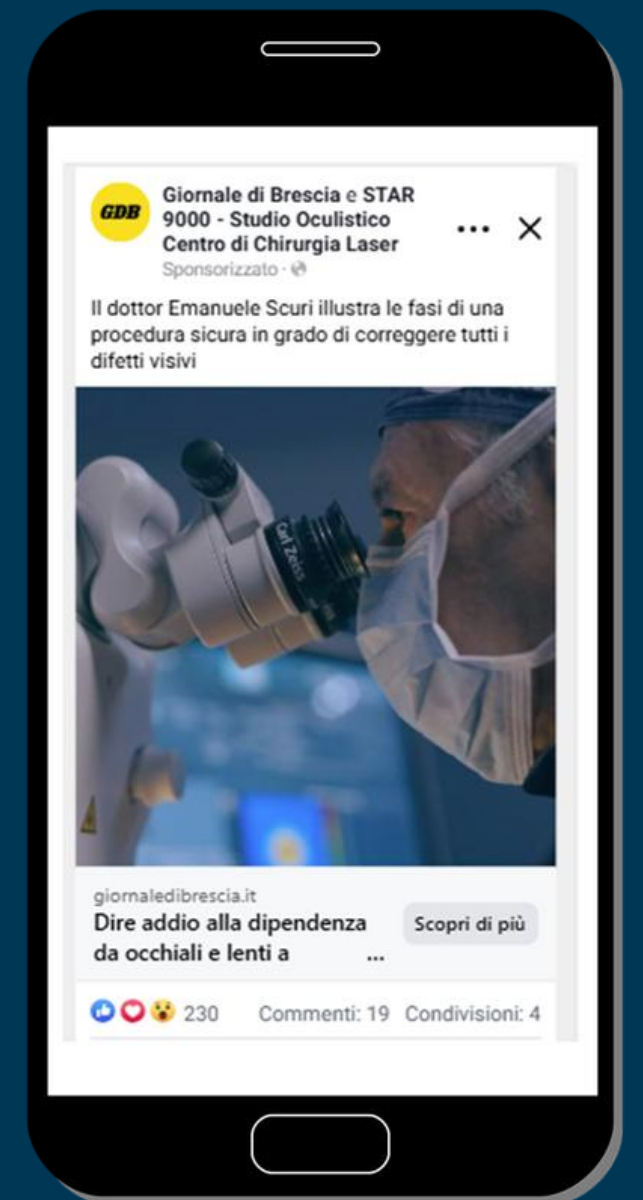 GDB
Giornale di Brescia e STAR
9000 - Studio Oculistico
Centro di Chirurgia Laser
Sponsorizzato ·
Il dottor Emanuele Scuri illustra le fasi di una
procedura sicura in grado di correggere tutti i
difetti visivi
Carl Zeiss
giornaledibrescia.it
Dire addio alla dipendenza
da occhiali e lenti a ...
Scopri di più
230 Commenti: 19 Condivisioni: 4